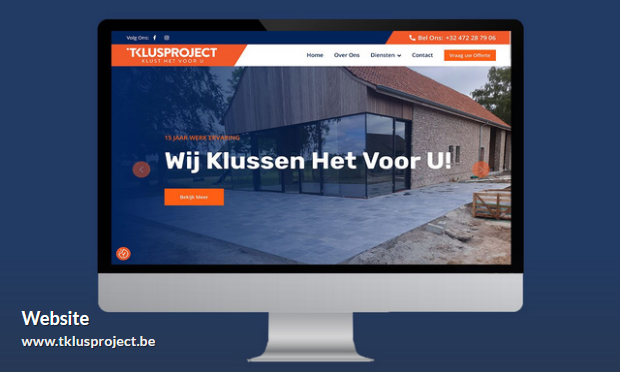 Volg Ons:
Bel Ons: +32 472 28 79 06
'TKLUSPROJECT
KLUST HET VOOR U
Home Over Ons Diensten Contact Vraag uw Offerte
15 JAAR WERK ERVARING
Wij Klussen Het Voor U!
Bekijk Meer
Website
www.tklusproject.be